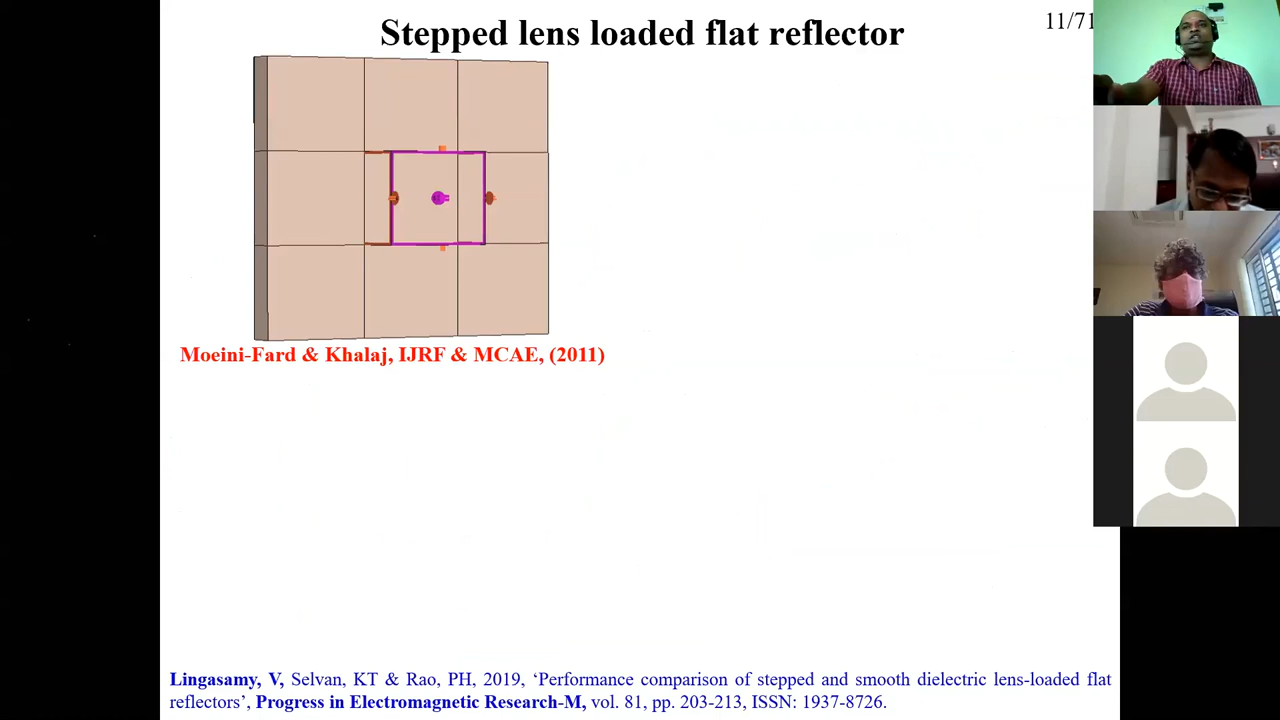 Stepped lens loaded flat reflector
11/71
Moeini-Fard & Khalaj, IJRF & MCAE, (2011)
Lingasamy, V, Selvan, KT & Rao, PH, 2019, ‘Performance comparison of stepped and smooth dielectric lens-loaded flat
reflectors’, Progress in Electromagnetic Research-M, vol. 81, pp. 203-213, ISSN: 1937-8726.